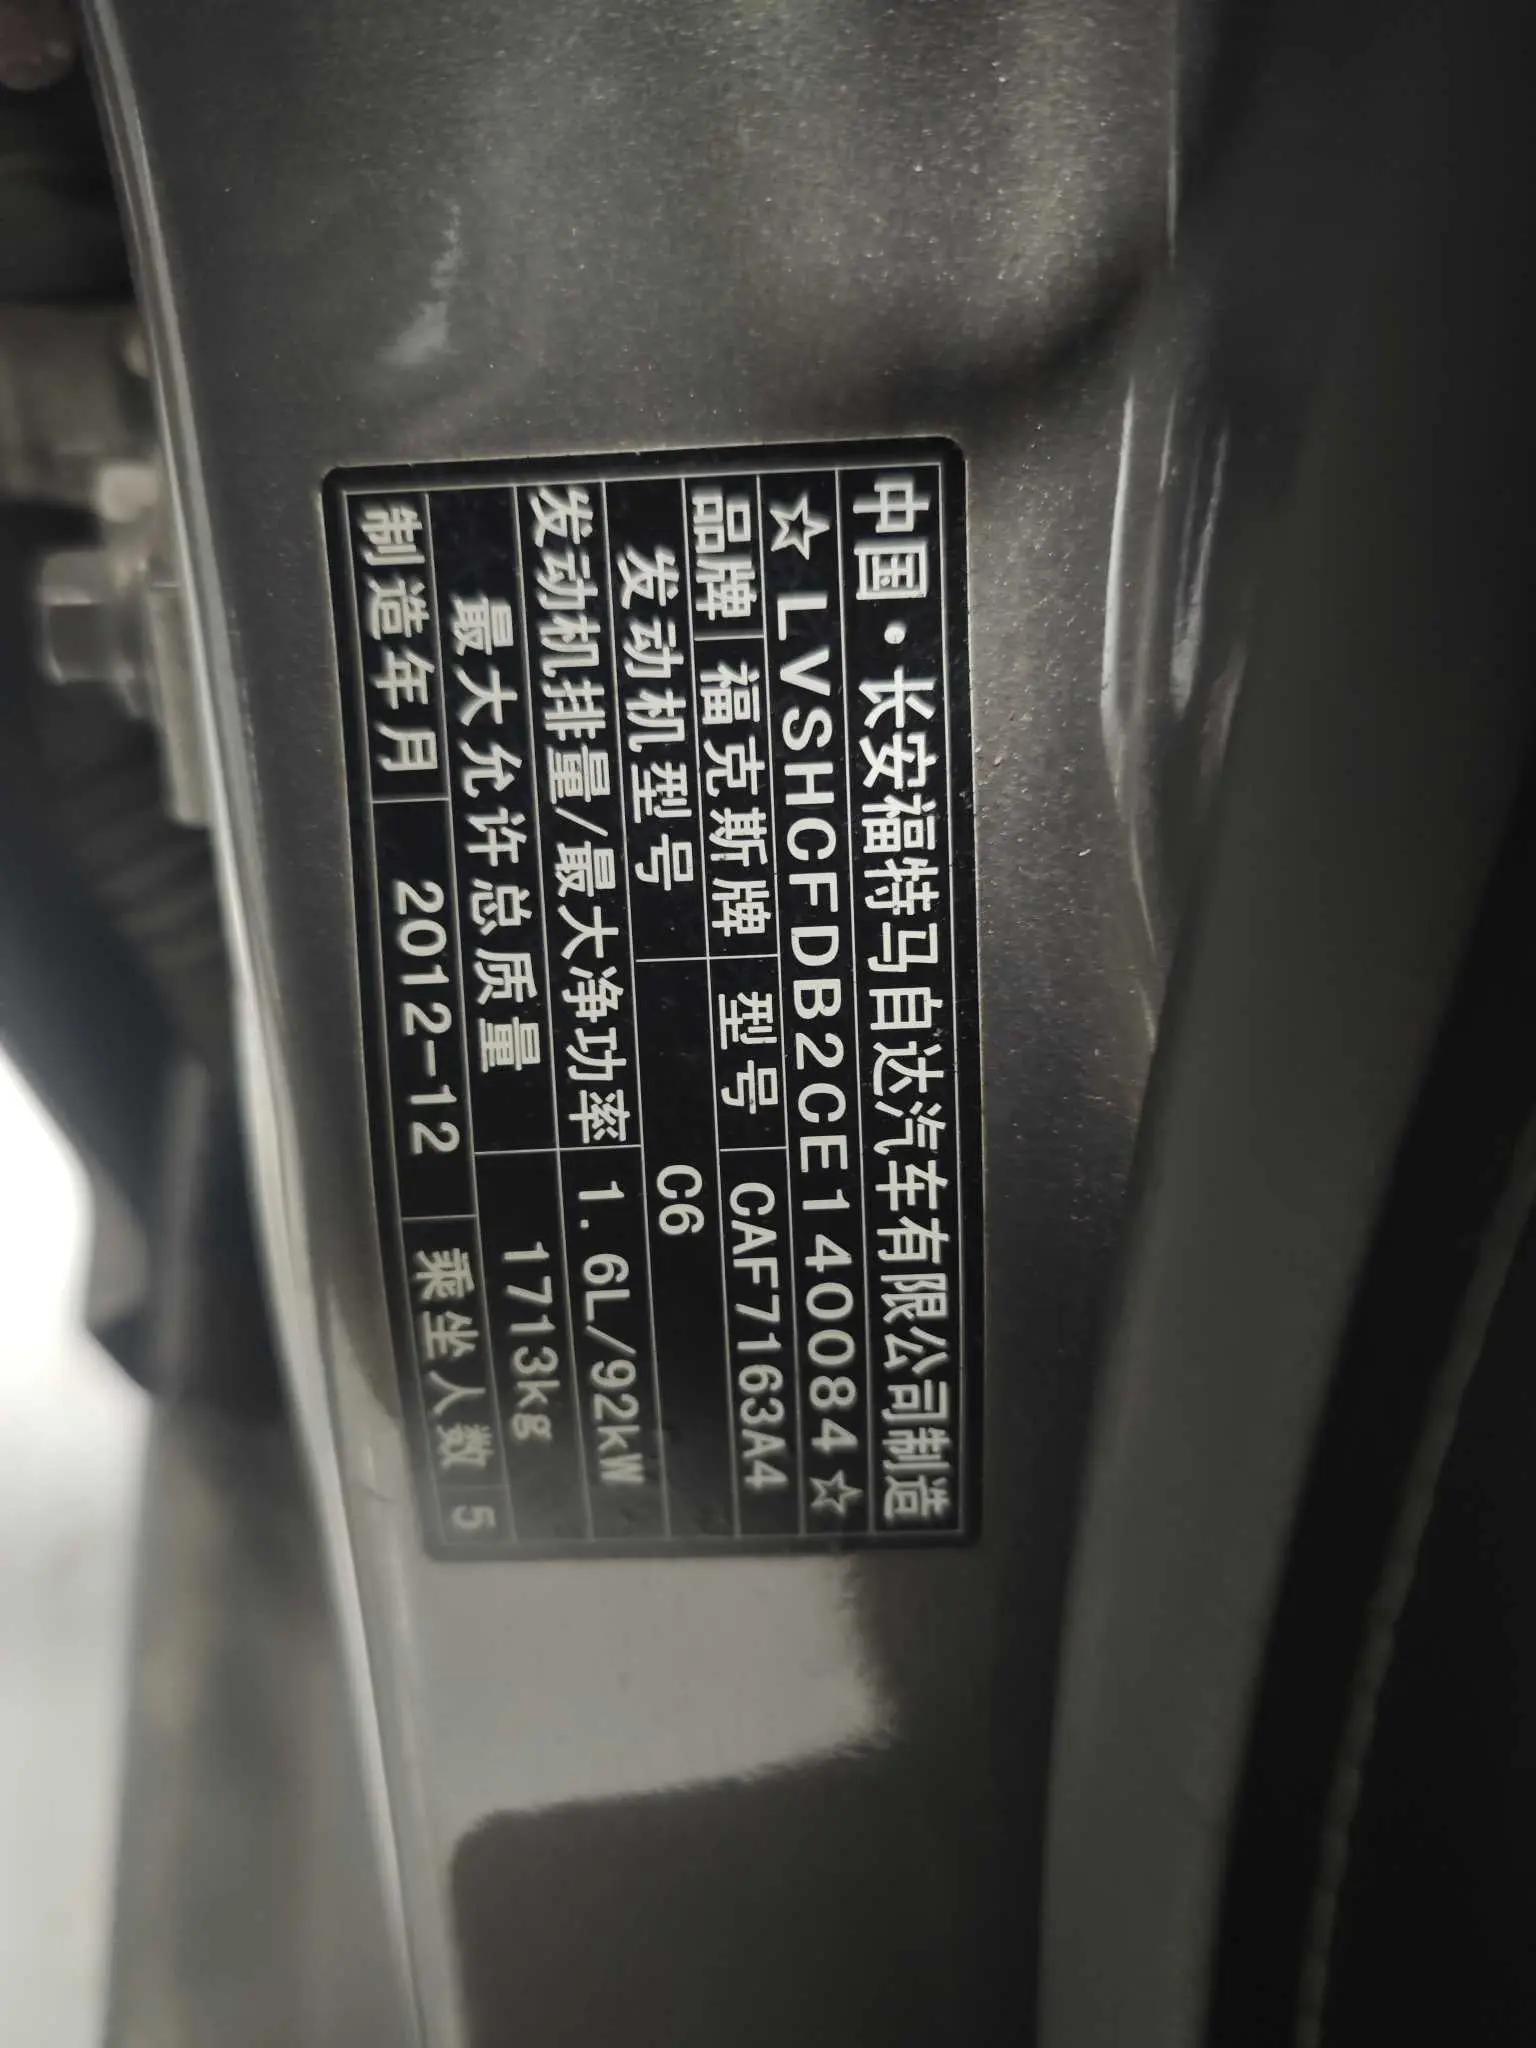 中国·长安福特马自达汽车有限公司制造
☆LVSHCFDB2CE140084☆
品牌 福克斯牌 型号 CAF7163A4
发动机型号 C6
发动机排量/最大净功率 1.6L/92kW
最大允许总质量 1713kg
制造年月 2012-12 乘坐人数 5